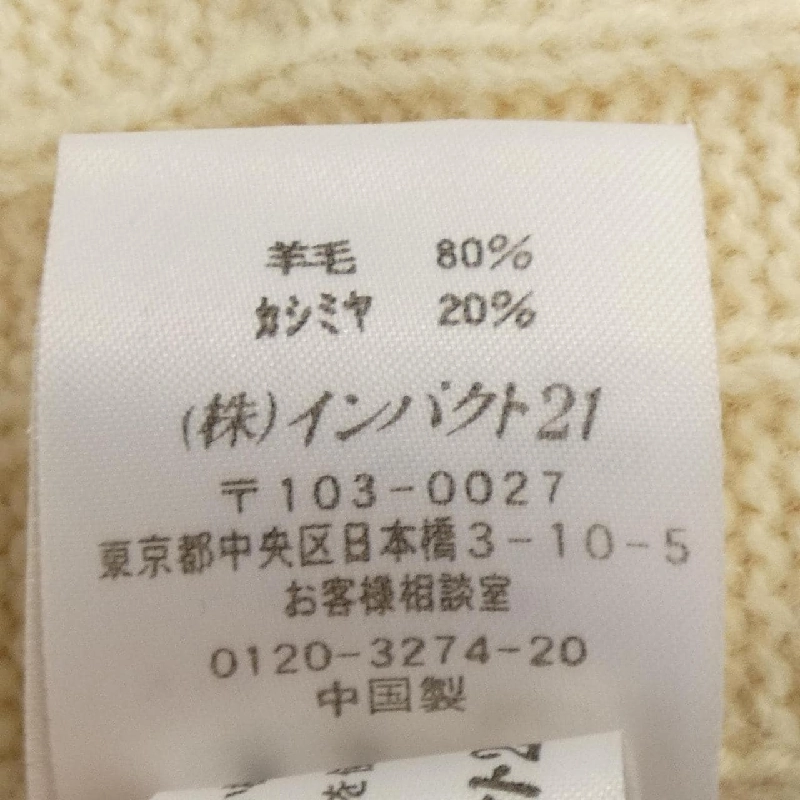 羊毛 80%
カシミヤ 20%
(株)インパクト21
〒103-0027
東京都中央区日本橋3-10-5
お客様相談室
0120-3274-20
中国製